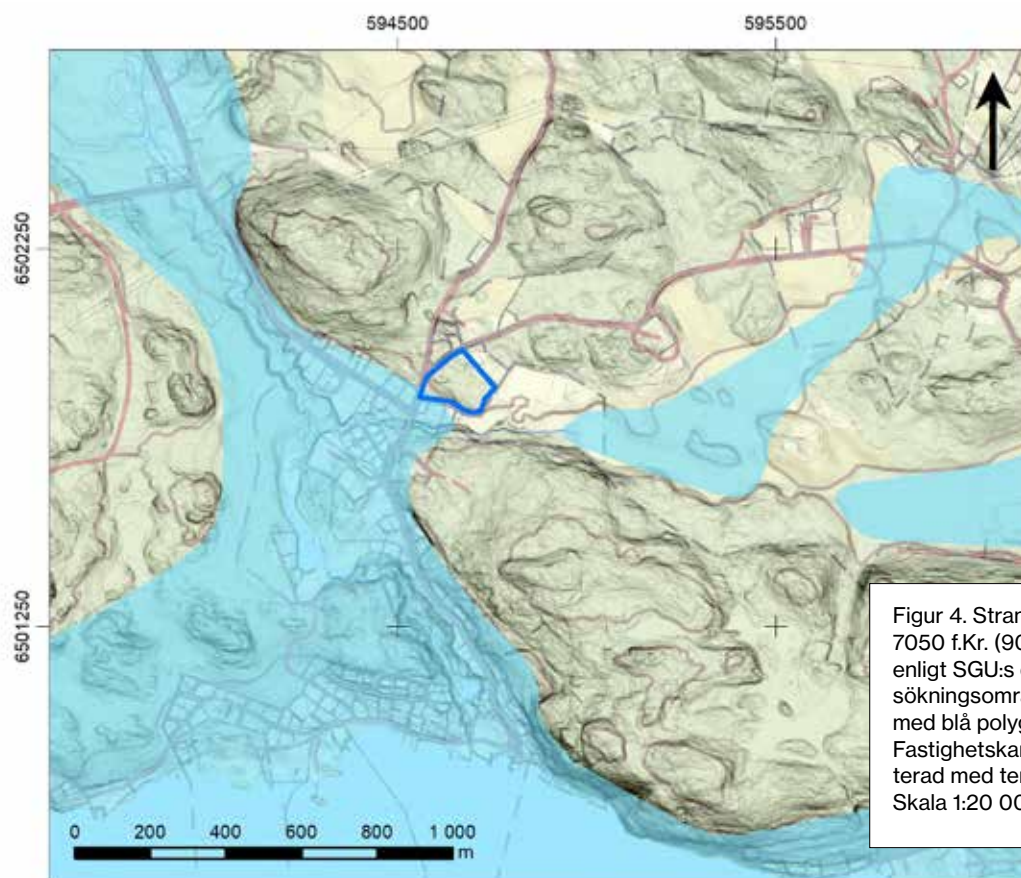 594500
595500
6502250
6501250
0 200 400 600 800 1 000
m
Figur 4. Stran
7050 f.Kr. (90
enligt SGU:s
sökningsområ
med blå polyg
Fastighetskar
terad med ter
Skala 1:20 00